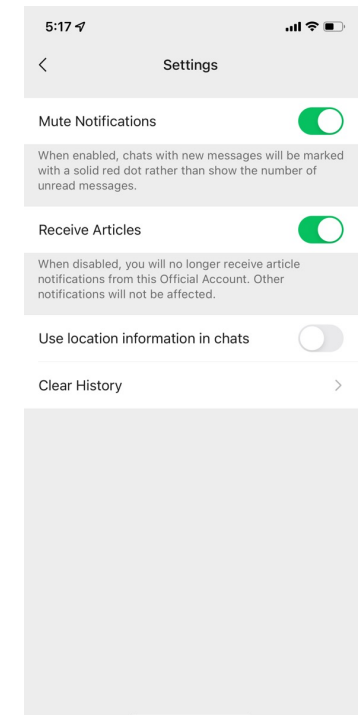 5:17
Settings
Mute Notifications
When enabled, chats with new messages will be marked
with a solid red dot rather than show the number of
unread messages.
Receive Articles
When disabled, you will no longer receive article
notifications from this Official Account. Other
notifications will not be affected.
Use location information in chats
Clear History